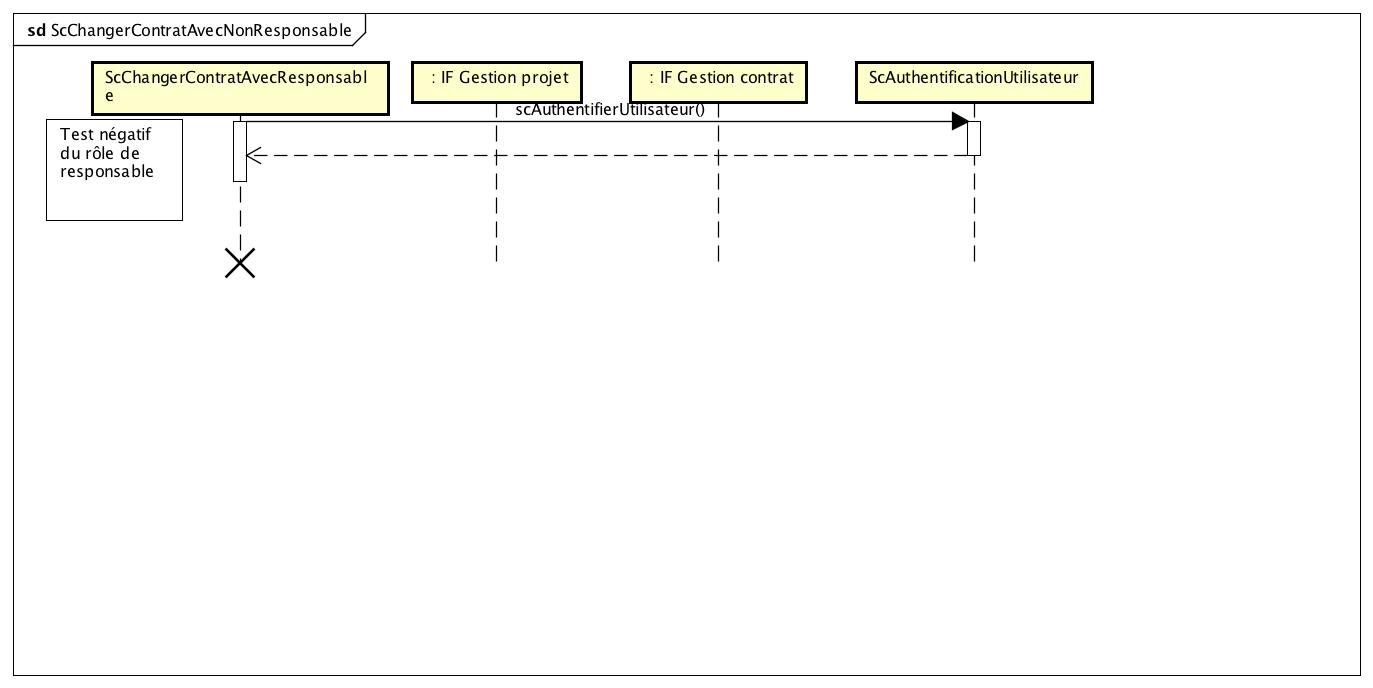 sd ScChangerContratAvecNonResponsable
ScChangerContratAvecResponsabl
e
: IF Gestion projet
: IF Gestion contrat
ScAuthentificationUtilisateur
scAuthentifierUtilisateur()
Test négatif
du rôle de
responsable